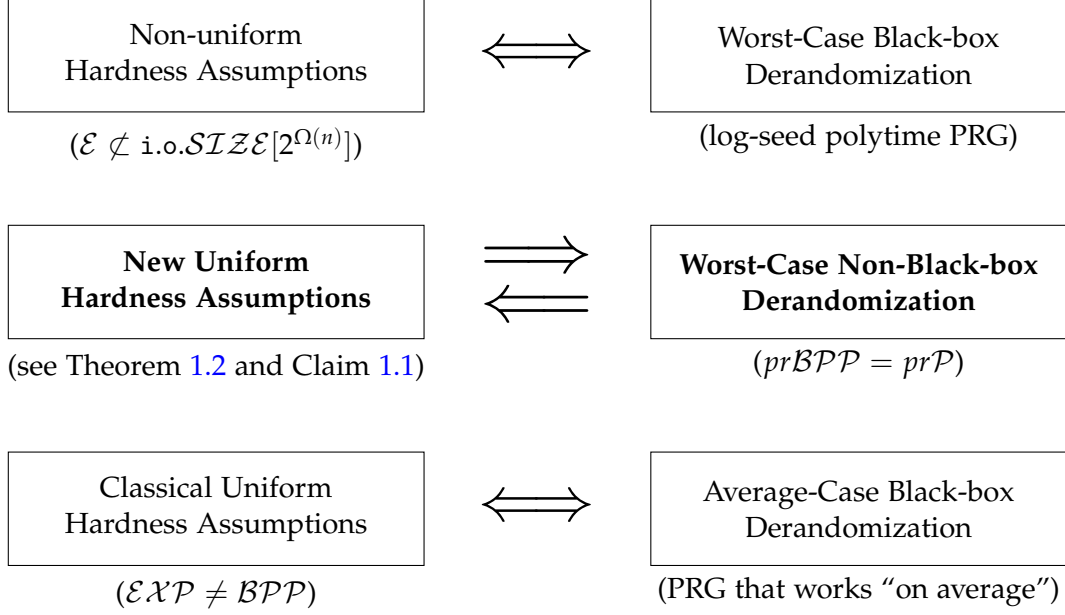 Non-uniform
Hardness Assumptions
⟺
Worst-Case Black-box
Derandomization
(ℰ ⊄ i.o.𝒮ℐ𝒵ℰ[2^{Ω(n)}])
(log-seed polytime PRG)
New Uniform
Hardness Assumptions
⟹
⟸
Worst-Case Non-Black-box
Derandomization
(see Theorem 1.2 and Claim 1.1)
(prℬ𝒫𝒫 = pr𝒫)
Classical Uniform
Hardness Assumptions
⟺
Average-Case Black-box
Derandomization
(ℰ𝒳𝒫 ≠ ℬ𝒫𝒫)
(PRG that works “on average”)